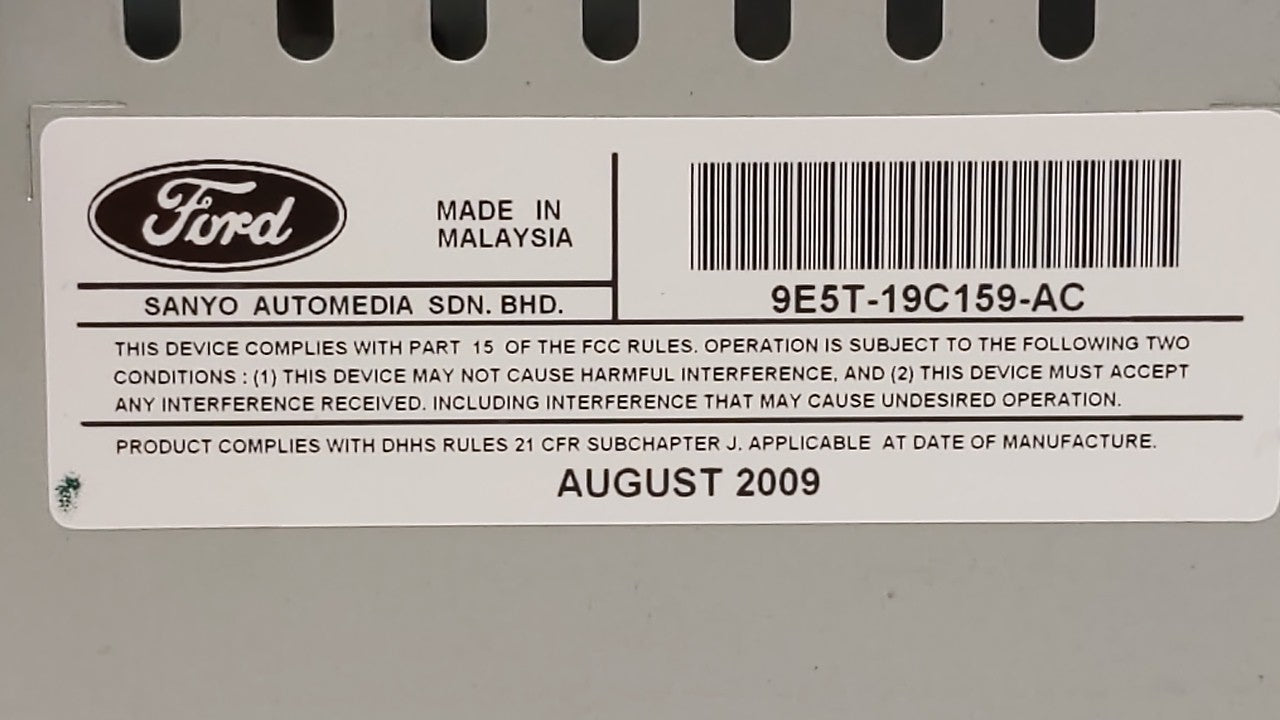 Ford
MADE IN
MALAYSIA
SANYO AUTOMEDIA SDN. BHD.
9E5T-19C159-AC
THIS DEVICE COMPLIES WITH PART 15 OF THE FCC RULES. OPERATION IS SUBJECT TO THE FOLLOWING TWO
CONDITIONS : (1) THIS DEVICE MAY NOT CAUSE HARMFUL INTERFERENCE, AND (2) THIS DEVICE MUST ACCEPT
ANY INTERFERENCE RECEIVED. INCLUDING INTERFERENCE THAT MAY CAUSE UNDESIRED OPERATION.
PRODUCT COMPLIES WITH DHHS RULES 21 CFR SUBCHAPTER J. APPLICABLE AT DATE OF MANUFACTURE.
AUGUST 2009